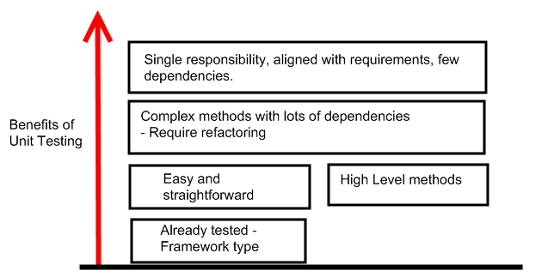 Single responsibility, aligned with requirements, few
dependencies.
Complex methods with lots of dependencies
- Require refactoring
Benefits of
Unit Testing
Easy and
straightforward
High Level methods
Already tested -
Framework type